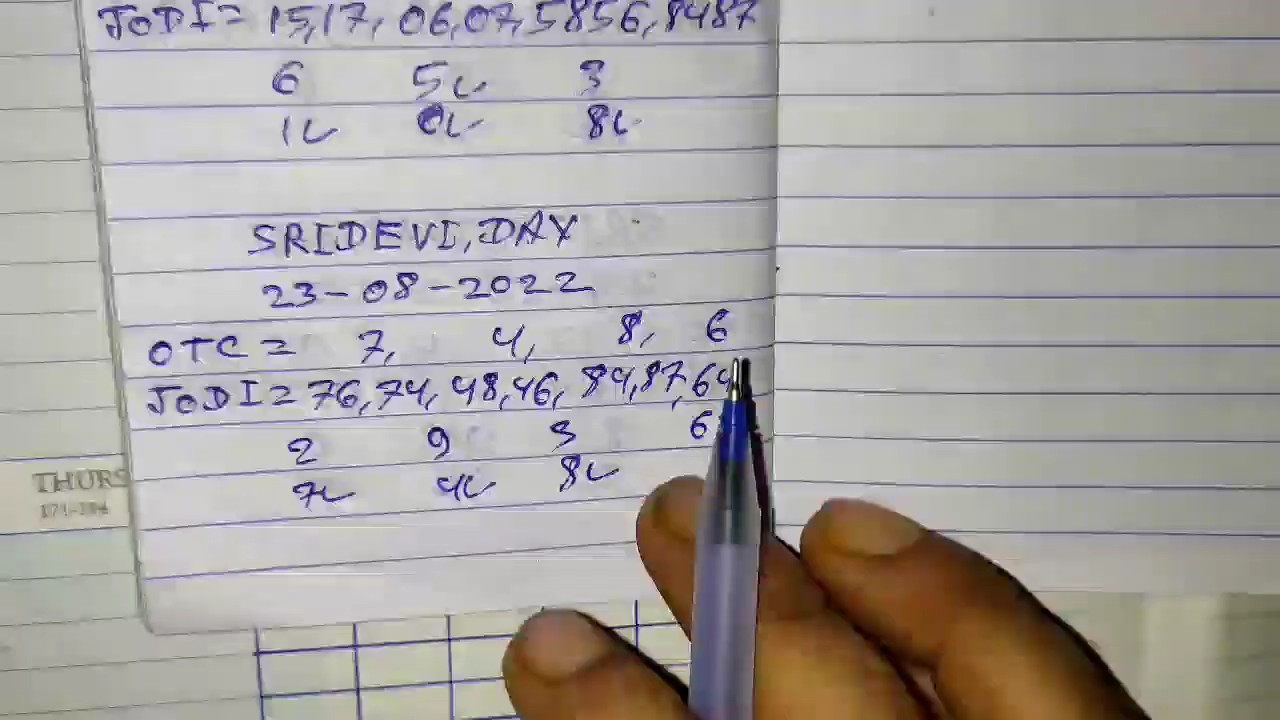 JODI= 15,17, 06,07,5856,8487
6 5✓ 3
1✓ 0✓ 8✓
SRIDEVI, DAY
23-08-2022
OTC = 7, 4, 8, 6
JODI=76,74,48,46,84,87,64
2 9 3 6
7✓ 4✓ 8✓
THURS